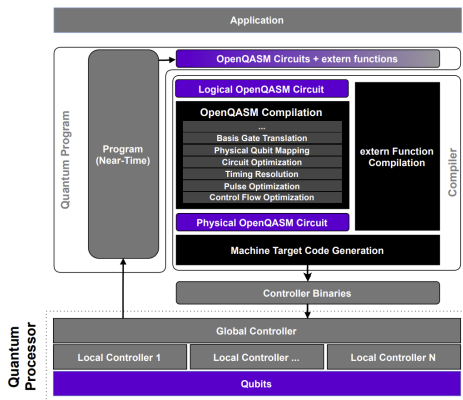 Application
Quantum Program
Program
(Near-Time)
OpenQASM Circuits + extern functions
Logical OpenQASM Circuit
OpenQASM Compilation
...
Basis Gate Translation
Physical Qubit Mapping
Circuit Optimization
Timing Resolution
Pulse Optimization
Control Flow Optimization
Physical OpenQASM Circuit
extern Function
Compilation
Compiler
Machine Target Code Generation
Controller Binaries
Quantum
Processor
Global Controller
Local Controller 1
Local Controller ...
Local Controller N
Qubits